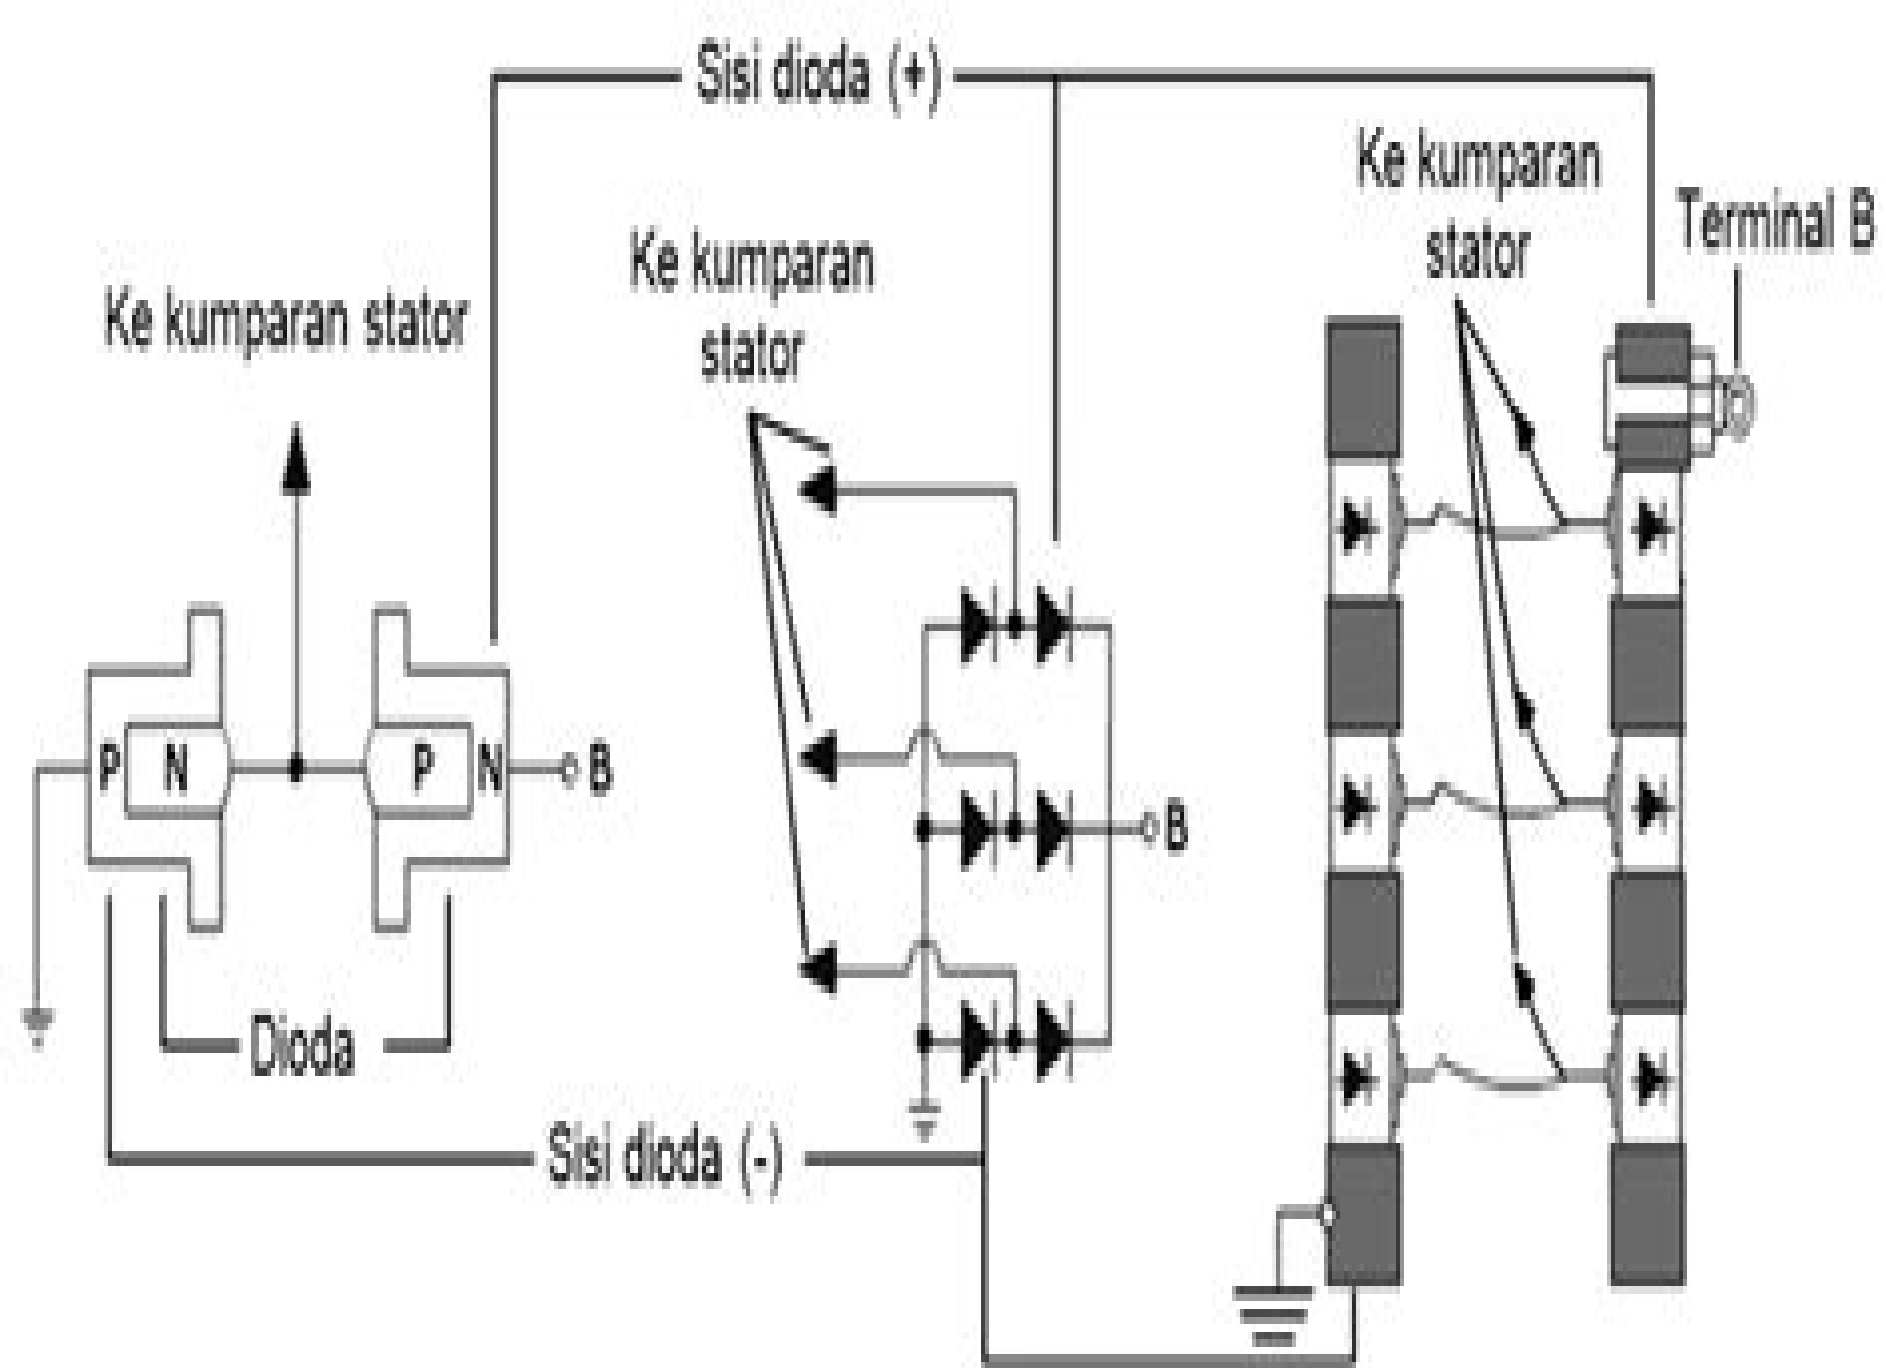 Sisi dioda (+)
Ke kumparan
stator
Terminal B
Ke kumparan
stator
Ke kumparan stator
P N
P N
B
B
Dioda
Sisi dioda (-)